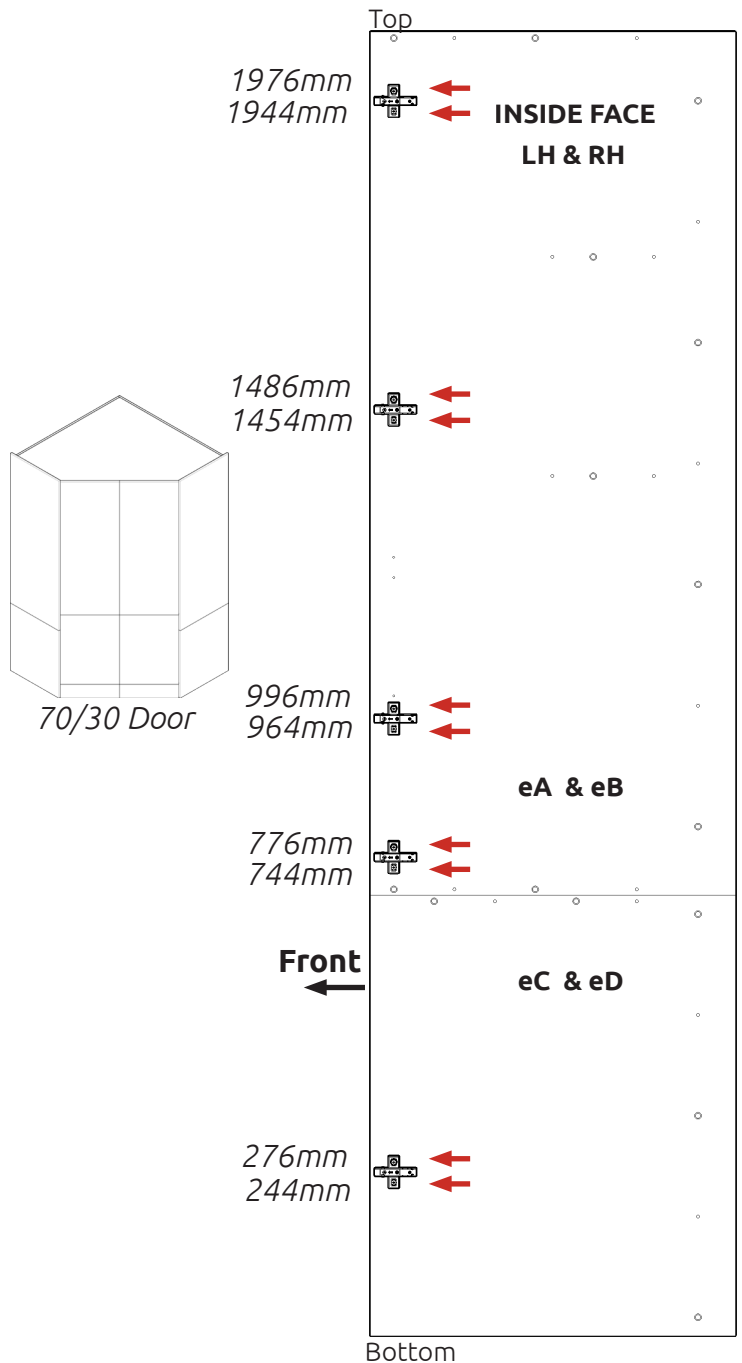 Top
1976mm
1944mm
INSIDE FACE
LH & RH
1486mm
1454mm
70/30 Door
996mm
964mm
eA & eB
776mm
744mm
Front
eC & eD
276mm
244mm
Bottom